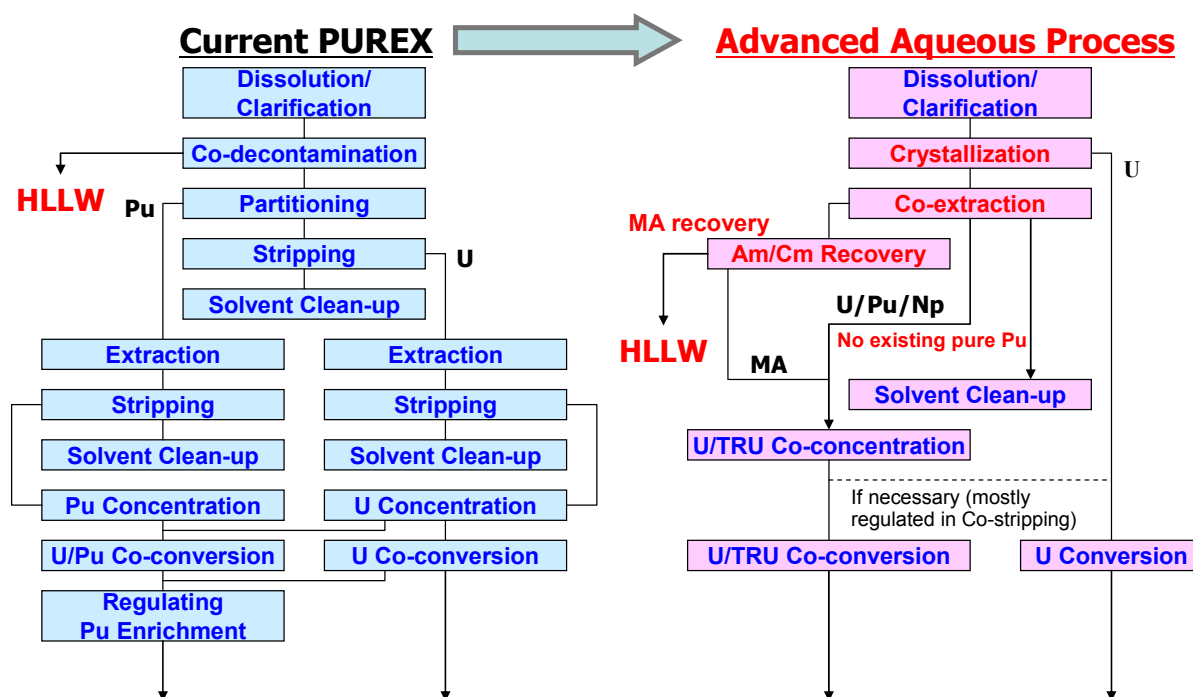 Current PUREX
Dissolution/
Clarification
Co-decontamination
HLLW
Pu
Partitioning
Stripping
U
Solvent Clean-up
Extraction
Extraction
Stripping
Stripping
Solvent Clean-up
Solvent Clean-up
Pu Concentration
U Concentration
U/Pu Co-conversion
U Co-conversion
Regulating
Pu Enrichment
Advanced Aqueous Process
Dissolution/
Clarification
Crystallization
U
Co-extraction
MA recovery
Am/Cm Recovery
U/Pu/Np
HLLW
No existing pure Pu
MA
Solvent Clean-up
U/TRU Co-concentration
If necessary (mostly
regulated in Co-stripping)
U/TRU Co-conversion
U Conversion